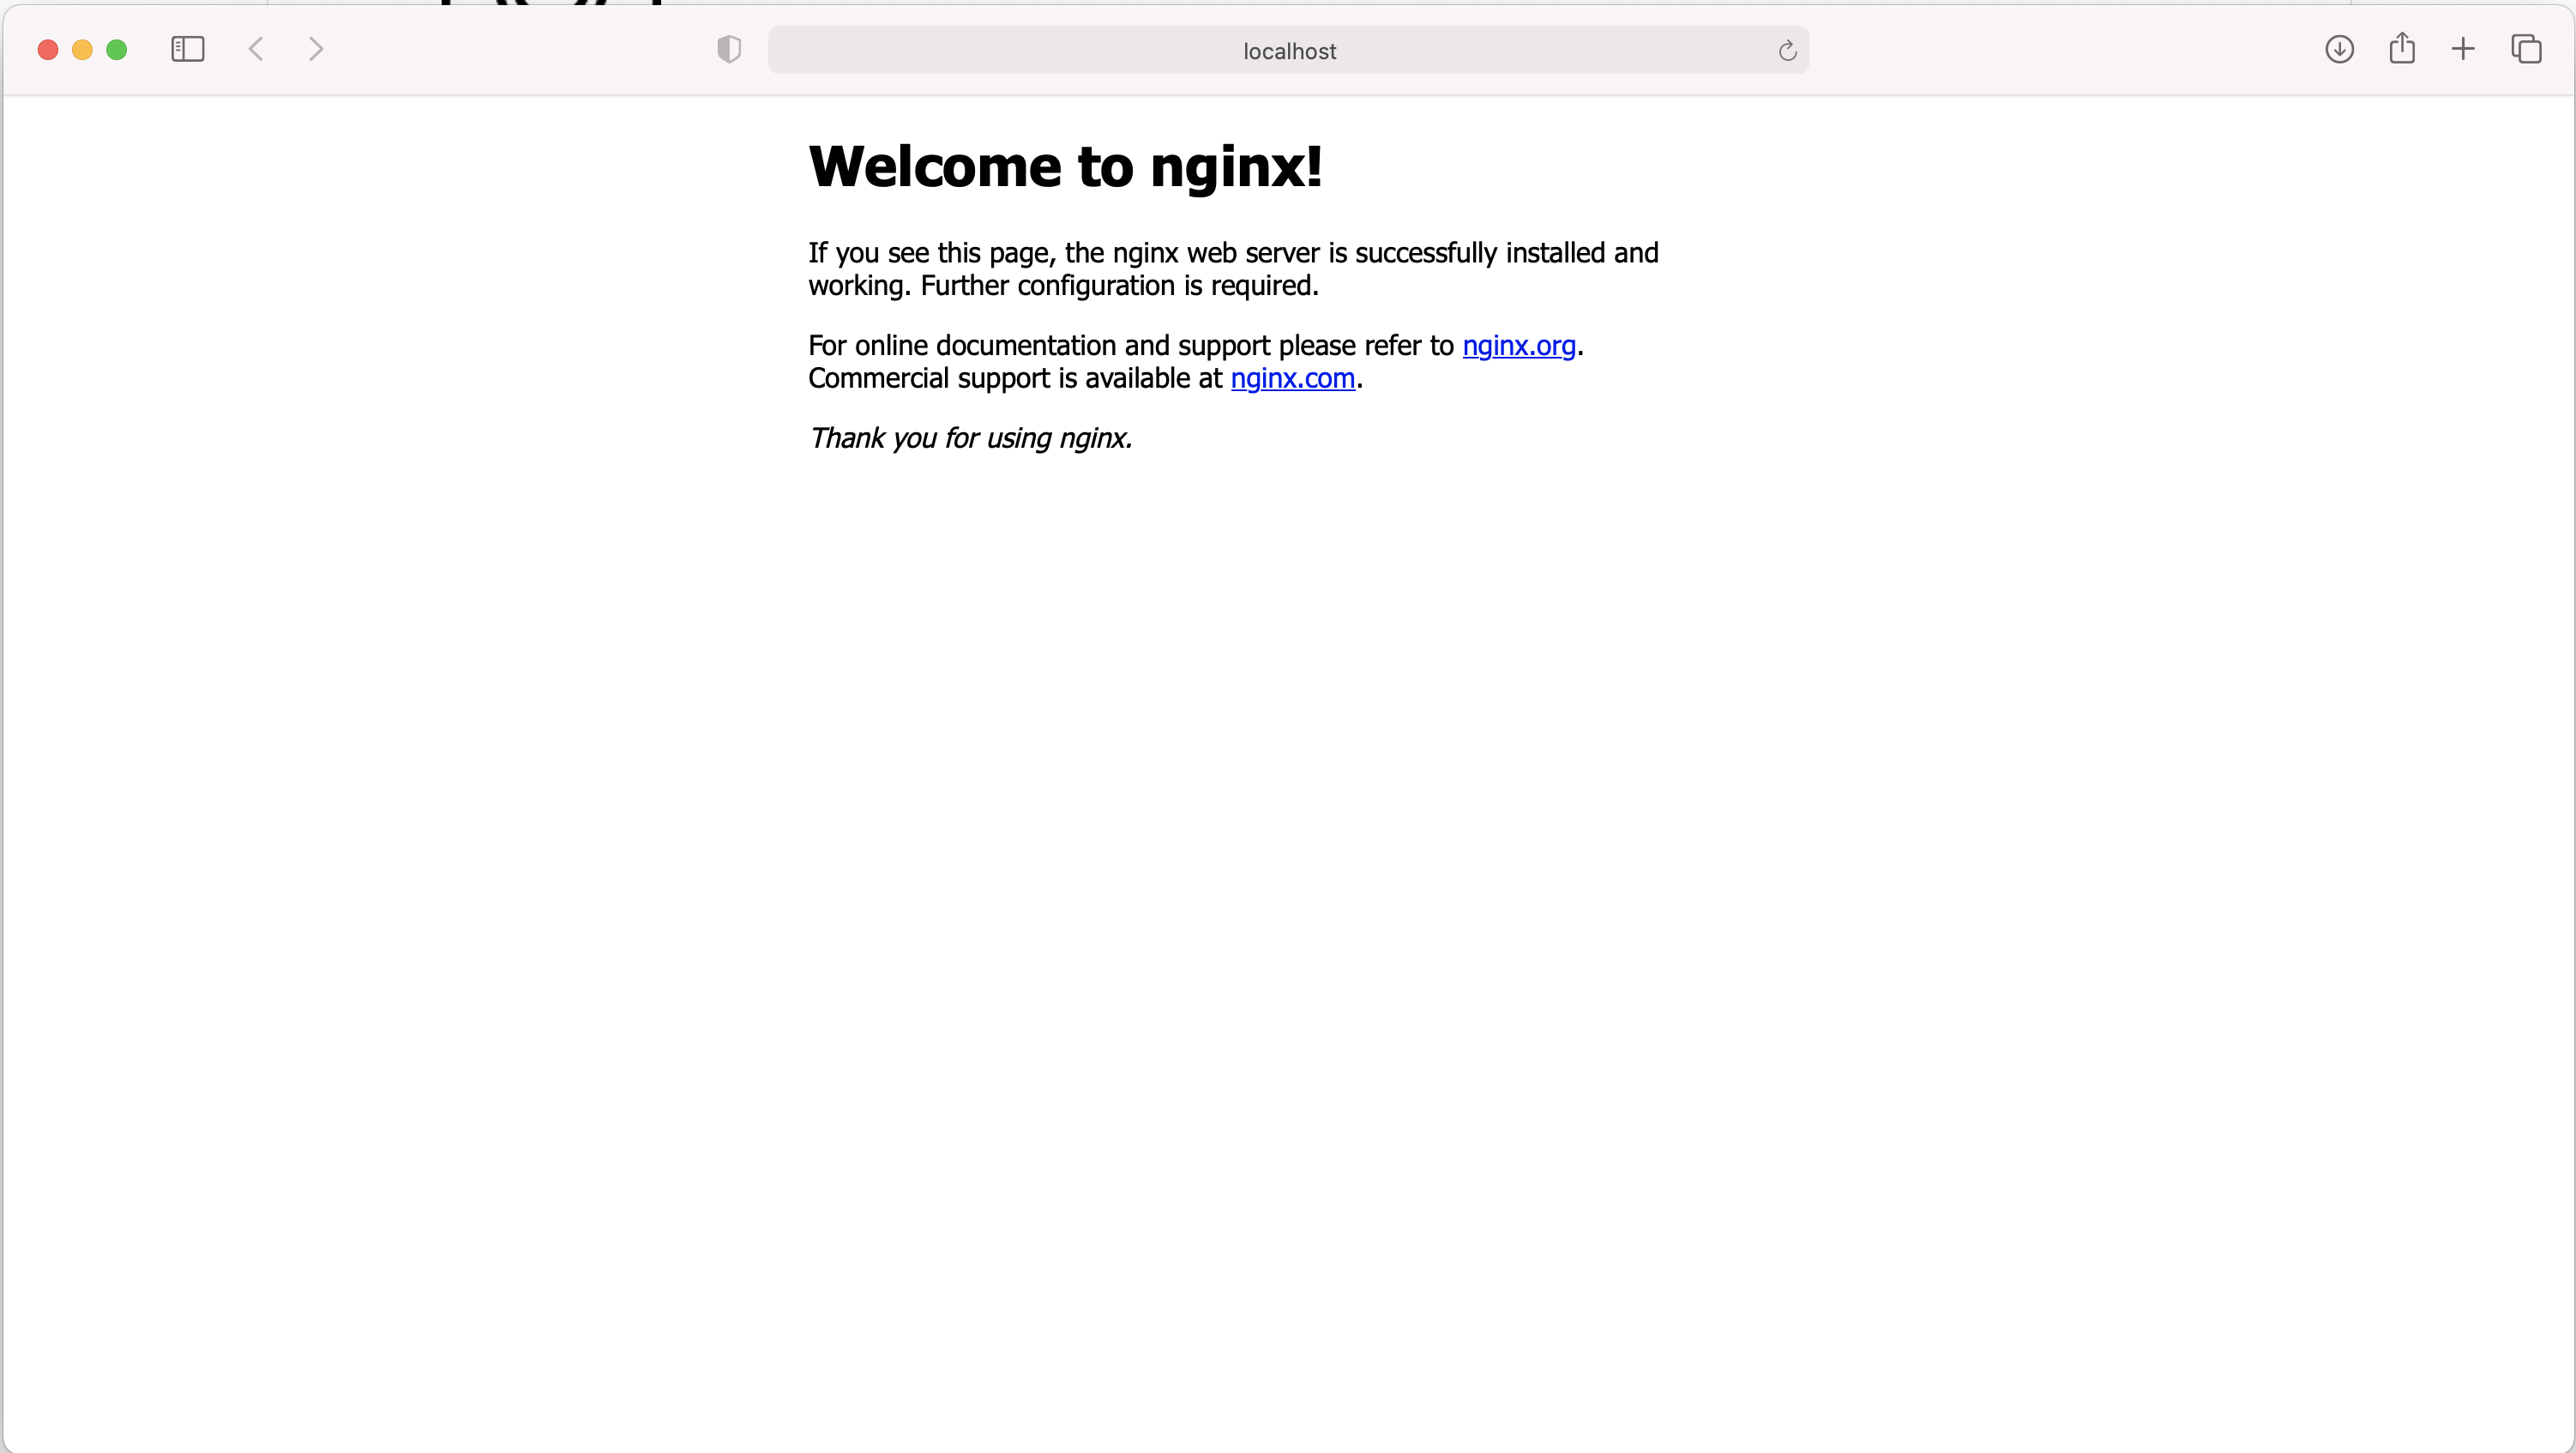 localhost
Welcome to nginx!
If you see this page, the nginx web server is successfully installed and
working. Further configuration is required.
For online documentation and support please refer to nginx.org.
Commercial support is available at nginx.com.
Thank you for using nginx.